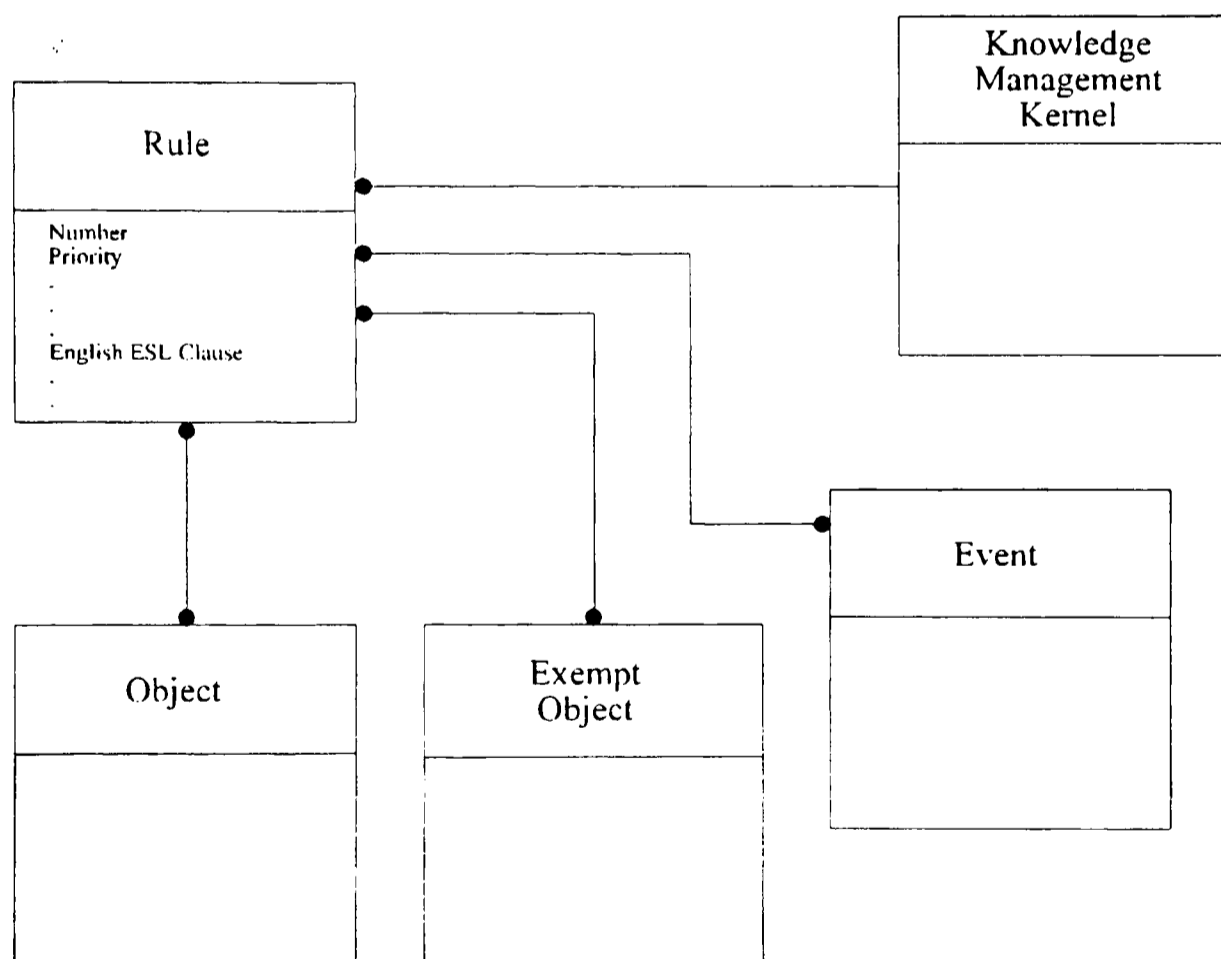 Knowledge
Management
Kernel
Rule
Number
Priority
.
.
.
English ESL Clause
.
.
Event
Object
Exempt
Object